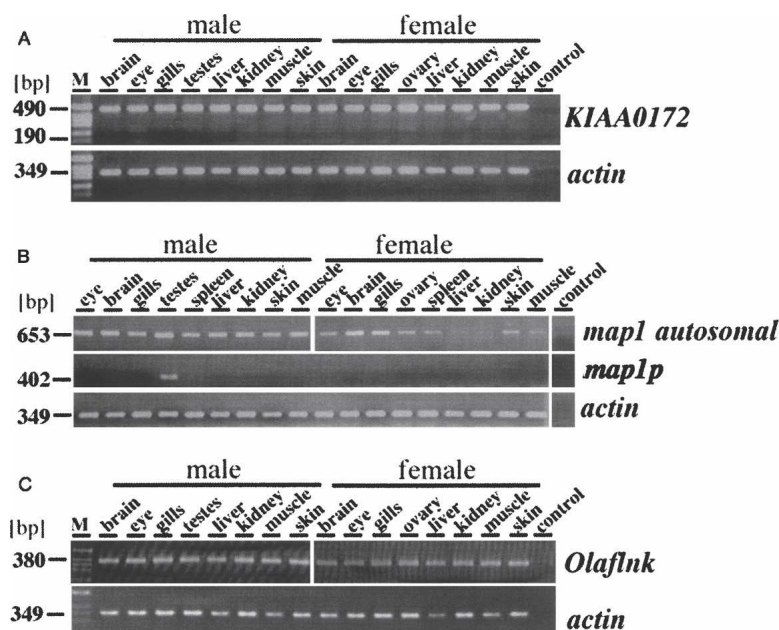 male female
A
[bp] M brain eye gills testes liver kidney muscle skin brain eye gills ovary liver kidney muscle skin control
490
KIAA0172
190
349 actin
male female
B
[bp] eye brain gills testes spleen liver kidney skin muscle eye brain gills ovary spleen liver kidney skin muscle control
653 map1 autosomal
402 map1p
349 actin
male female
C
[bp] M brain eye gills testes liver kidney muscle skin brain eye gills ovary liver kidney muscle skin control
380 Olaflnk
349 actin